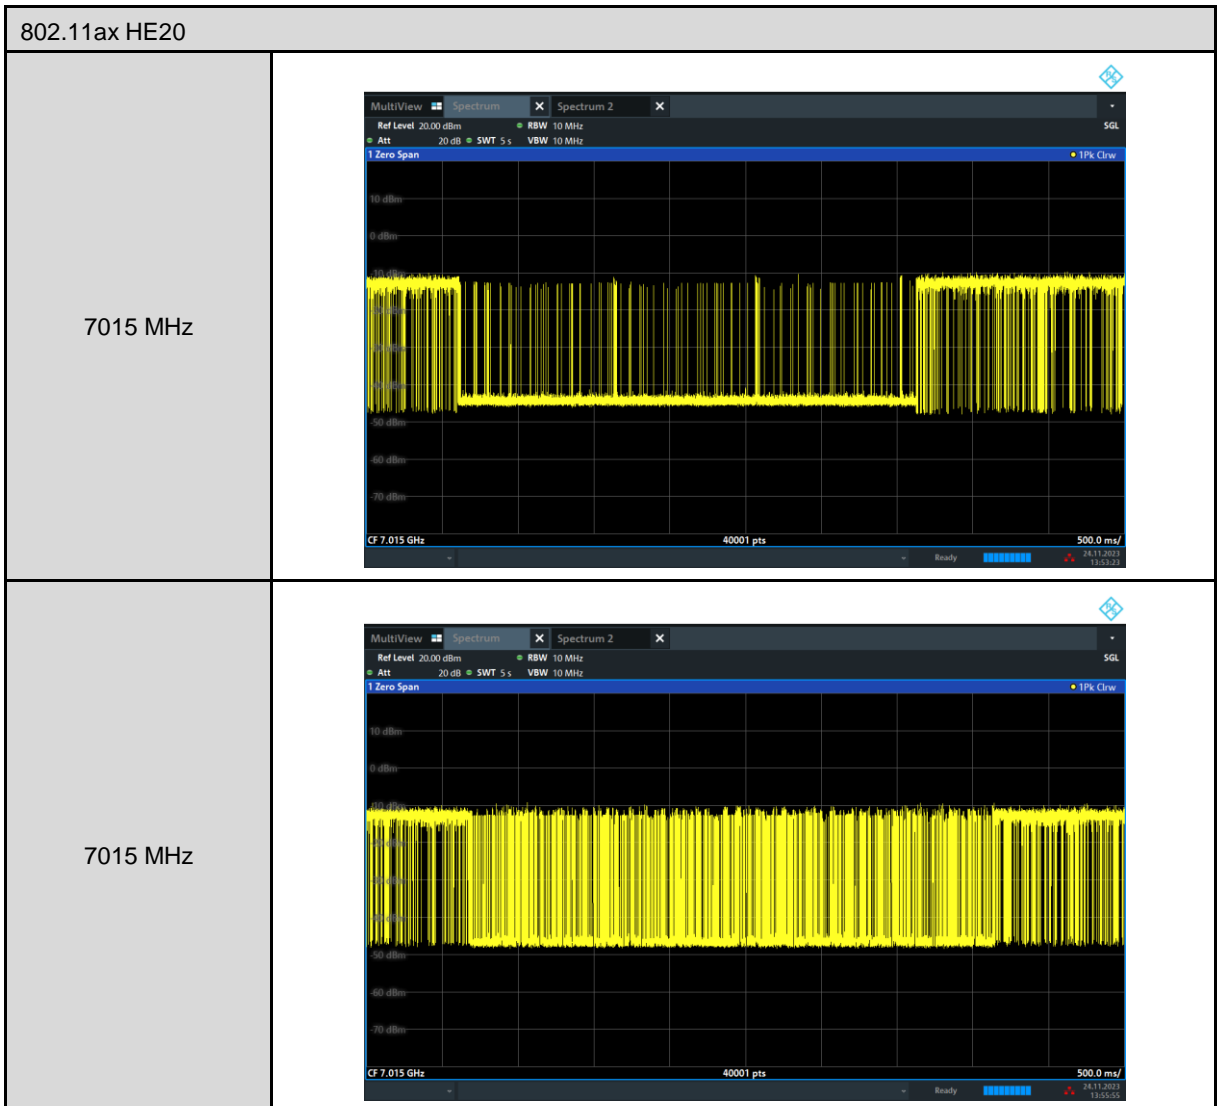 802.11ax HE20
7015 MHz
MultiView Spectrum ✕ Spectrum 2 ✕
Ref Level 20.00 dBm RBW 10 MHz SGL
Att 20 dB SWT 5 s VBW 10 MHz
1 Zero Span 1Pk Clrw
10 dBm
0 dBm
-50 dBm
-60 dBm
-70 dBm
CF 7.015 GHz 40001 pts 500.0 ms/
Ready 24.11.2023
13:53:23
7015 MHz
MultiView Spectrum ✕ Spectrum 2 ✕
Ref Level 20.00 dBm RBW 10 MHz SGL
Att 20 dB SWT 5 s VBW 10 MHz
1 Zero Span 1Pk Clrw
10 dBm
0 dBm
-50 dBm
-60 dBm
-70 dBm
CF 7.015 GHz 40001 pts 500.0 ms/
Ready 24.11.2023
13:55:55